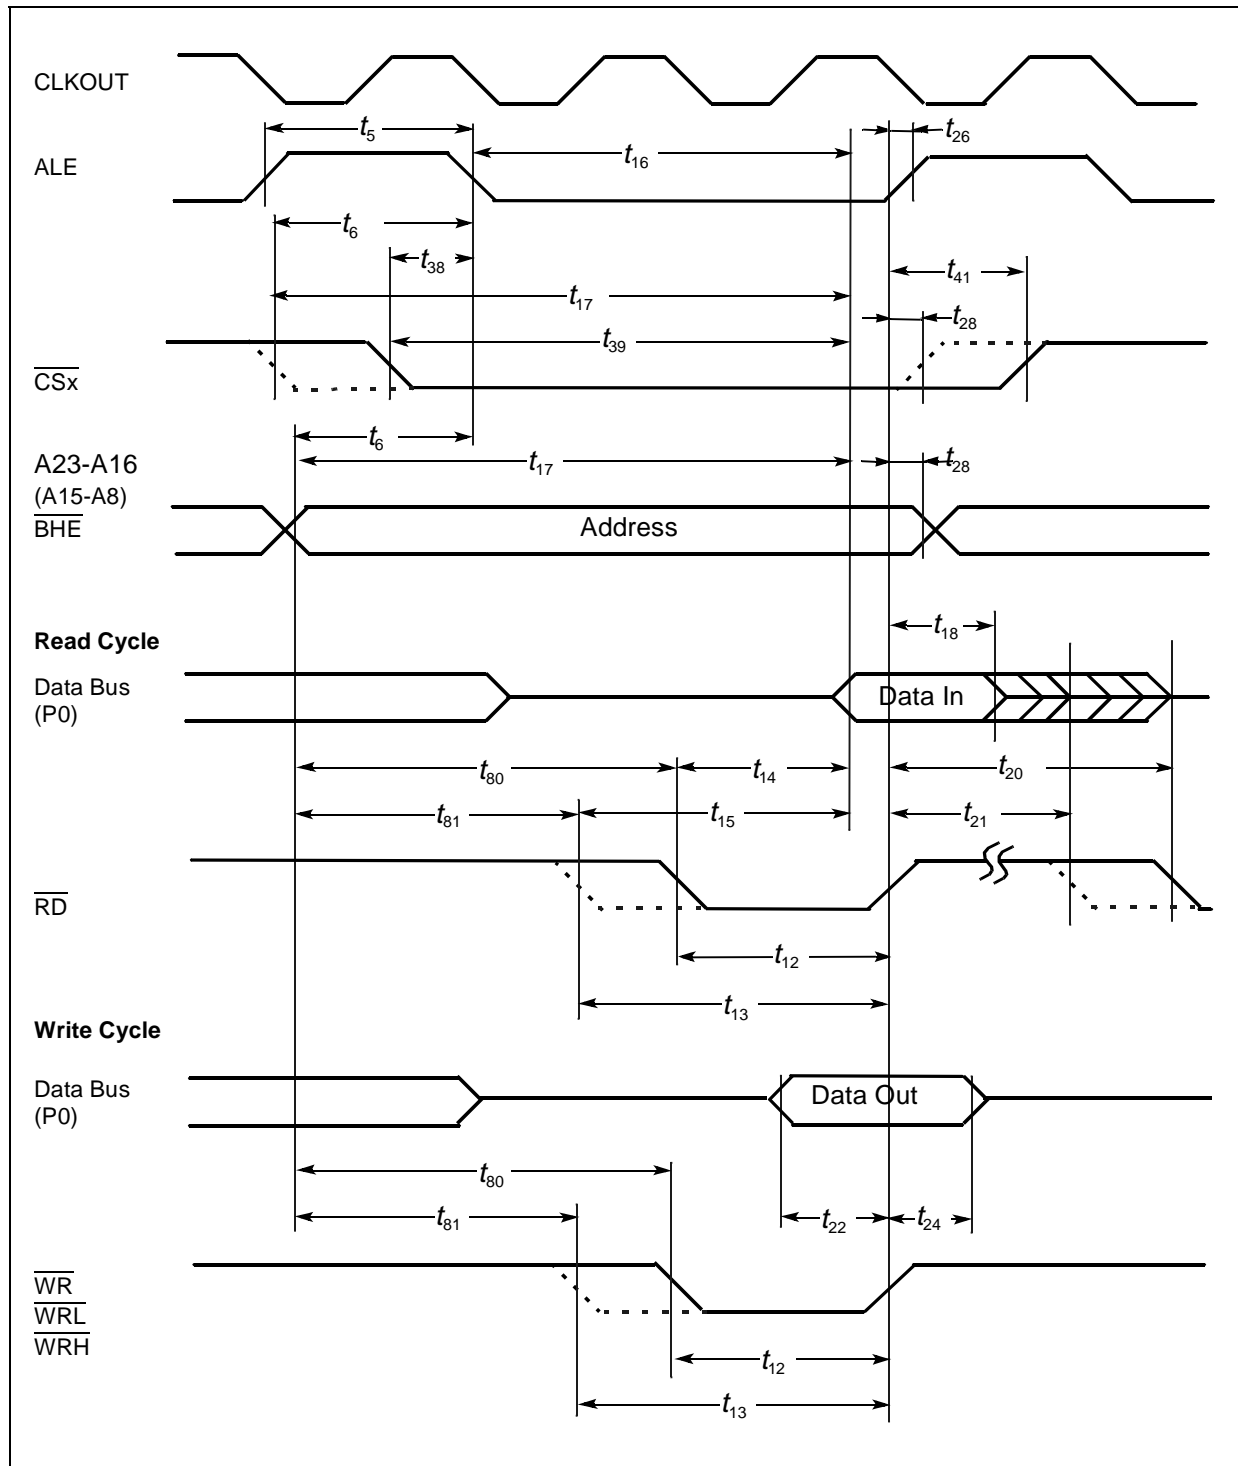 CLKOUT
t5
t26
ALE
t16
t6
t38
t41
t17
t28
t39
CSx
t6
A23-A16
t17
t28
(A15-A8)
BHE
Address
t18
Read Cycle
Data Bus
(P0)
Data In
t80
t14
t20
t81
t15
t21
RD
t12
t13
Write Cycle
Data Bus
(P0)
Data Out
t80
t81
t22
t24
WR
WRL
WRH
t12
t13